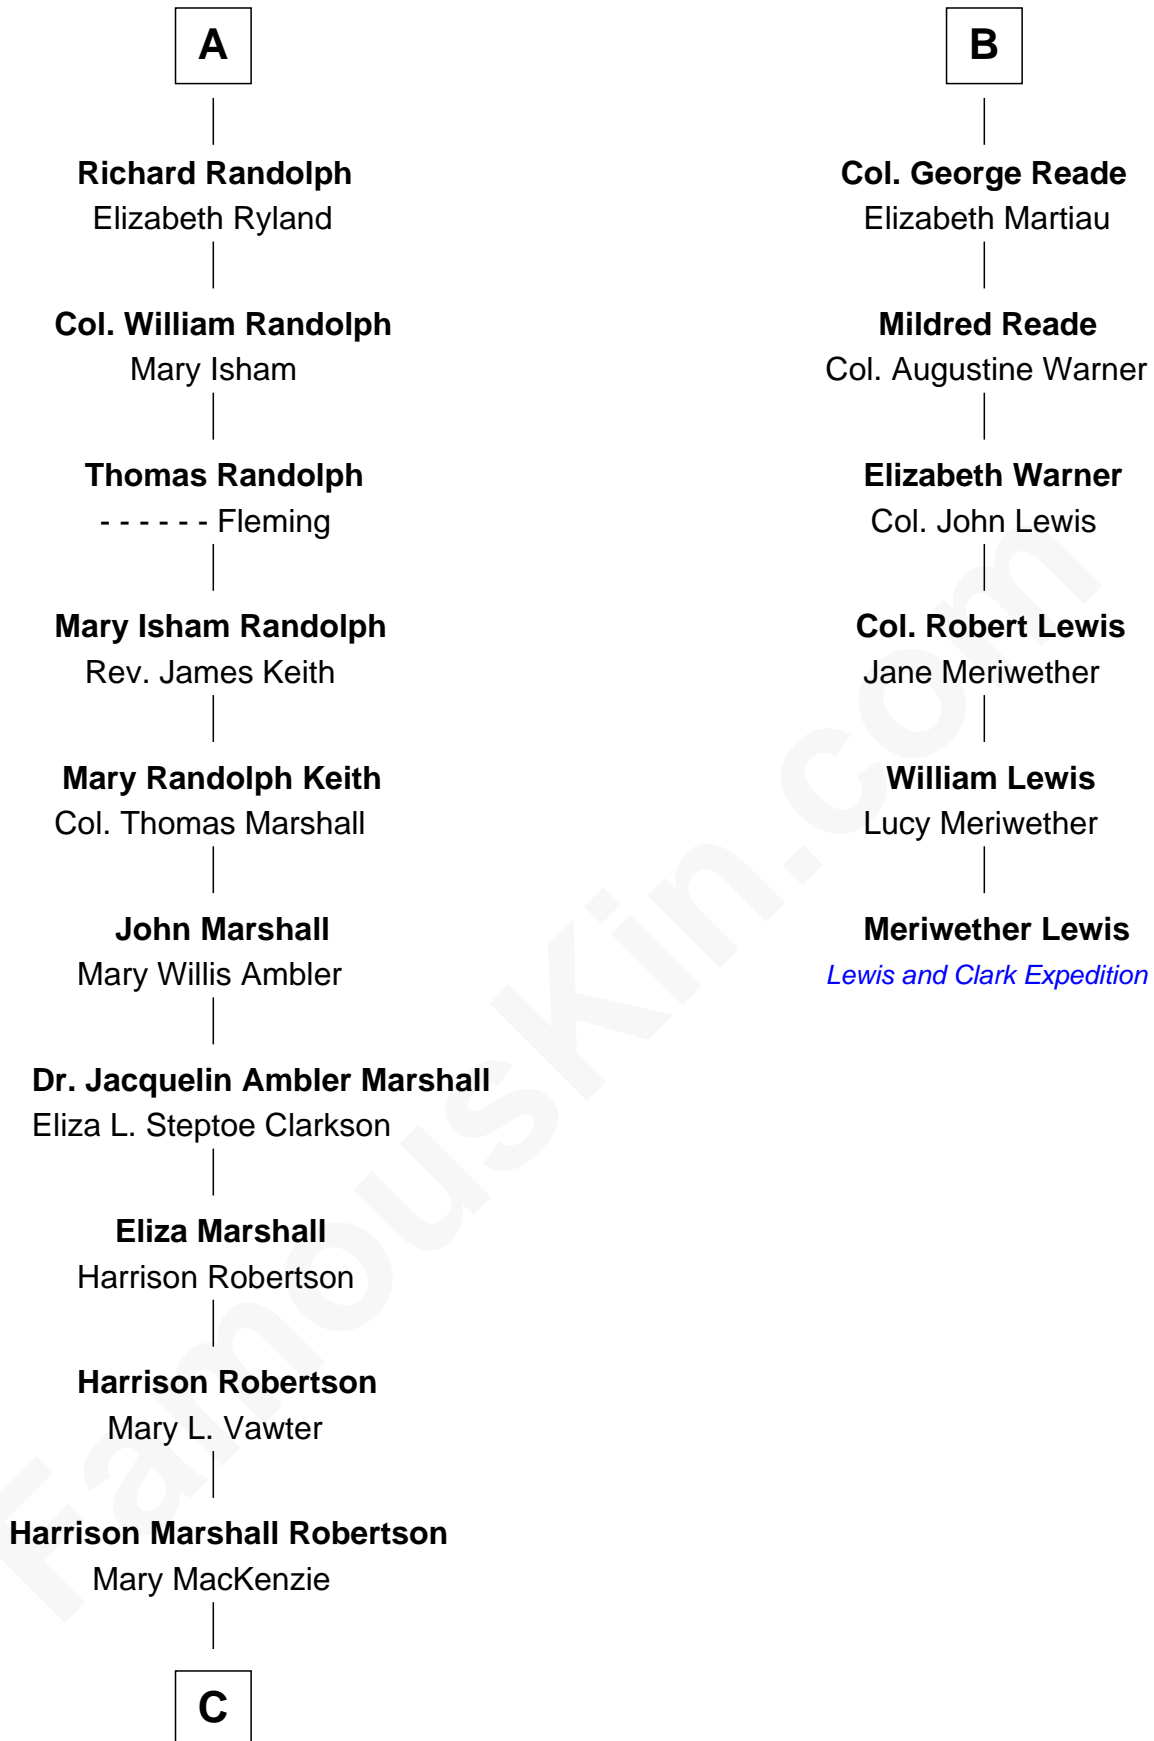 A
Richard Randolph
Elizabeth Ryland
Col. William Randolph
Mary Isham
Thomas Randolph
- - - - - - Fleming
Mary Isham Randolph
Rev. James Keith
Mary Randolph Keith
Col. Thomas Marshall
John Marshall
Mary Willis Ambler
Dr. Jacquelin Ambler Marshall
Eliza L. Steptoe Clarkson
Eliza Marshall
Harrison Robertson
Harrison Robertson
Mary L. Vawter
Harrison Marshall Robertson
Mary MacKenzie
C
B
Col. George Reade
Elizabeth Martiau
Mildred Reade
Col. Augustine Warner
Elizabeth Warner
Col. John Lewis
Col. Robert Lewis
Jane Meriwether
William Lewis
Lucy Meriwether
Meriwether Lewis
Lewis and Clark Expedition
FamousKin.com